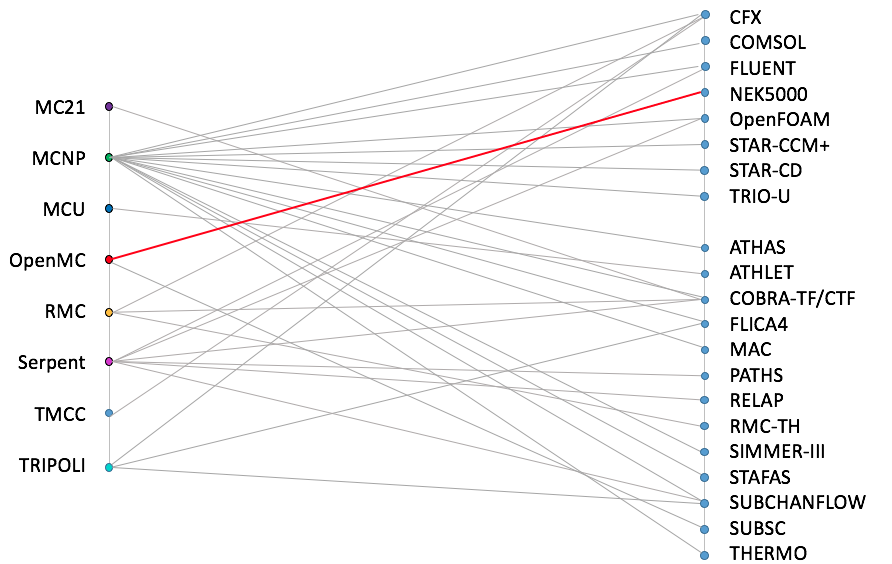 MC21
MCNP
MCU
OpenMC
RMC
Serpent
TMCC
TRIPOLI
CFX
COMSOL
FLUENT
NEK5000
OpenFOAM
STAR-CCM+
STAR-CD
TRIO-U
ATHAS
ATHLET
COBRA-TF/CTF
FLICA4
MAC
PATHS
RELAP
RMC-TH
SIMMER-III
STAFAS
SUBCHANFLOW
SUBSC
THERMO